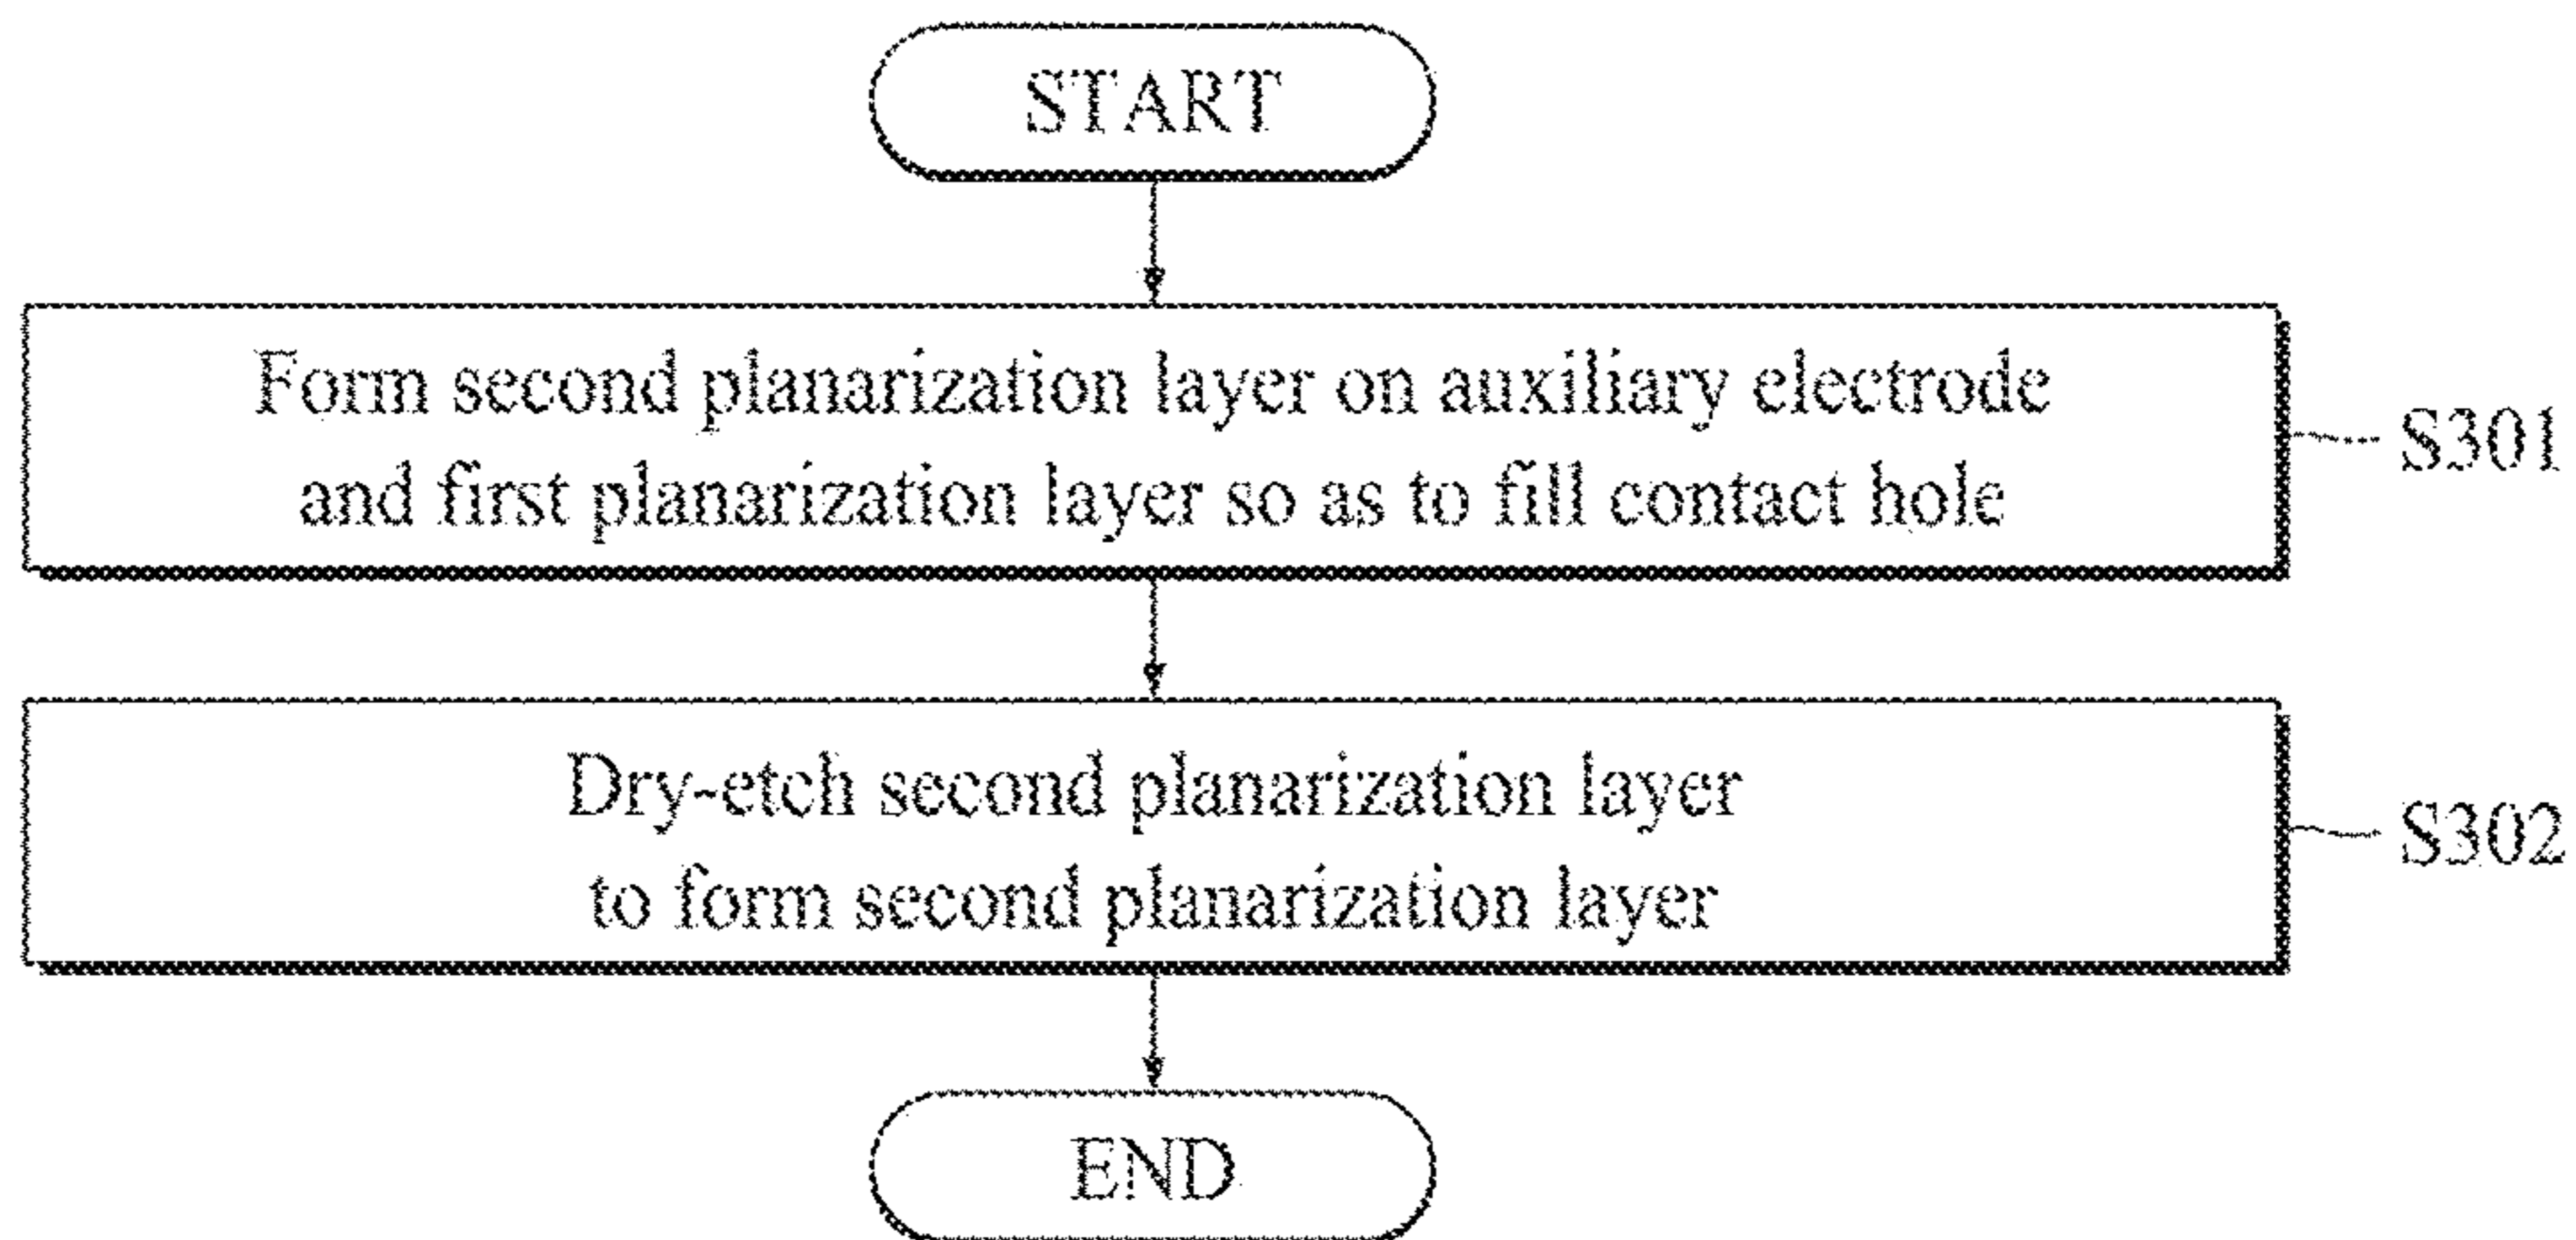 START
Form second planarization layer on auxiliary electrode
and first planarization layer so as to fill contact hole
S301
Dry-etch second planarization layer
to form second planarization layer
S302
END